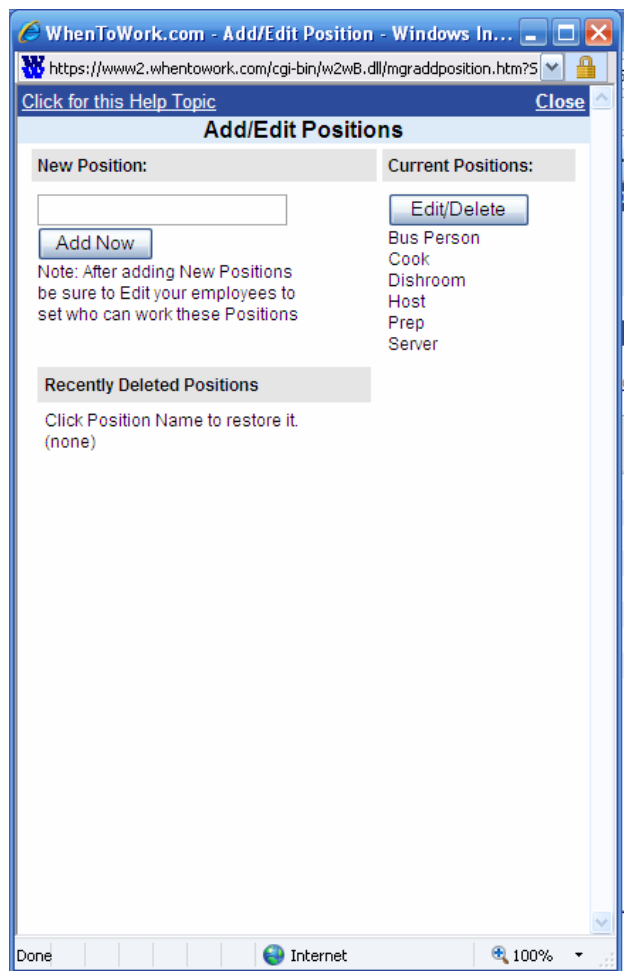 WhenToWork.com - Add/Edit Position - Windows In...
https://www2.whentowork.com/cgi-bin/w2wB.dll/mgraddposition.htm?S
Click for this Help Topic
Close
Add/Edit Positions
New Position:
Add Now
Note: After adding New Positions
be sure to Edit your employees to
set who can work these Positions
Current Positions:
Edit/Delete
Bus Person
Cook
Dishroom
Host
Prep
Server
Recently Deleted Positions
Click Position Name to restore it.
(none)
Done
Internet
100%